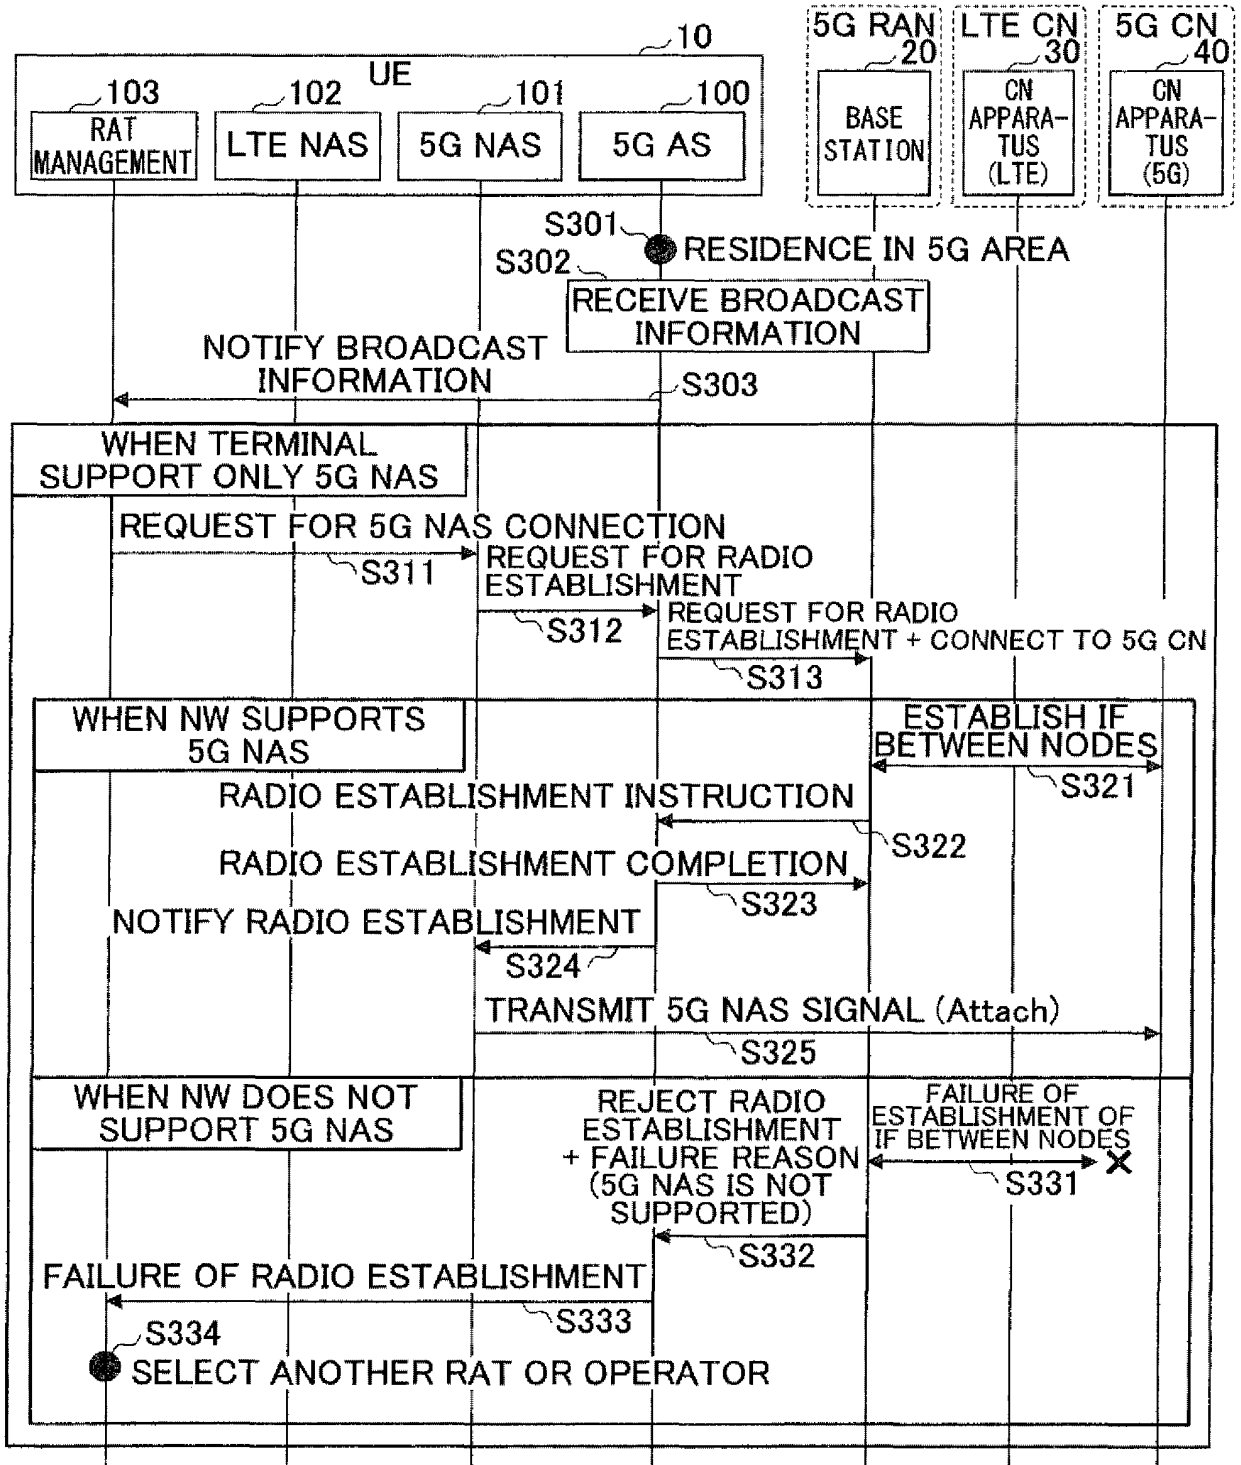 10
5G RAN
LTE CN
5G CN
20
30
40
UE
103
102
101
100
RAT
MANAGEMENT
LTE NAS
5G NAS
5G AS
BASE
STATION
CN
APPARA-
TUS
(LTE)
CN
APPARA-
TUS
(5G)
S301
RESIDENCE IN 5G AREA
S302
RECEIVE BROADCAST
INFORMATION
NOTIFY BROADCAST
INFORMATION
S303
WHEN TERMINAL
SUPPORT ONLY 5G NAS
REQUEST FOR 5G NAS CONNECTION
S311
REQUEST FOR RADIO
ESTABLISHMENT
S312
REQUEST FOR RADIO
ESTABLISHMENT + CONNECT TO 5G CN
S313
WHEN NW SUPPORTS
5G NAS
ESTABLISH IF
BETWEEN NODES
S321
RADIO ESTABLISHMENT INSTRUCTION
S322
RADIO ESTABLISHMENT COMPLETION
S323
NOTIFY RADIO ESTABLISHMENT
S324
TRANSMIT 5G NAS SIGNAL (Attach)
S325
WHEN NW DOES NOT
SUPPORT 5G NAS
REJECT RADIO
ESTABLISHMENT
+ FAILURE REASON
(5G NAS IS NOT
SUPPORTED)
S332
FAILURE OF
ESTABLISHMENT OF
IF BETWEEN NODES
S331
FAILURE OF RADIO ESTABLISHMENT
S333
S334
SELECT ANOTHER RAT OR OPERATOR